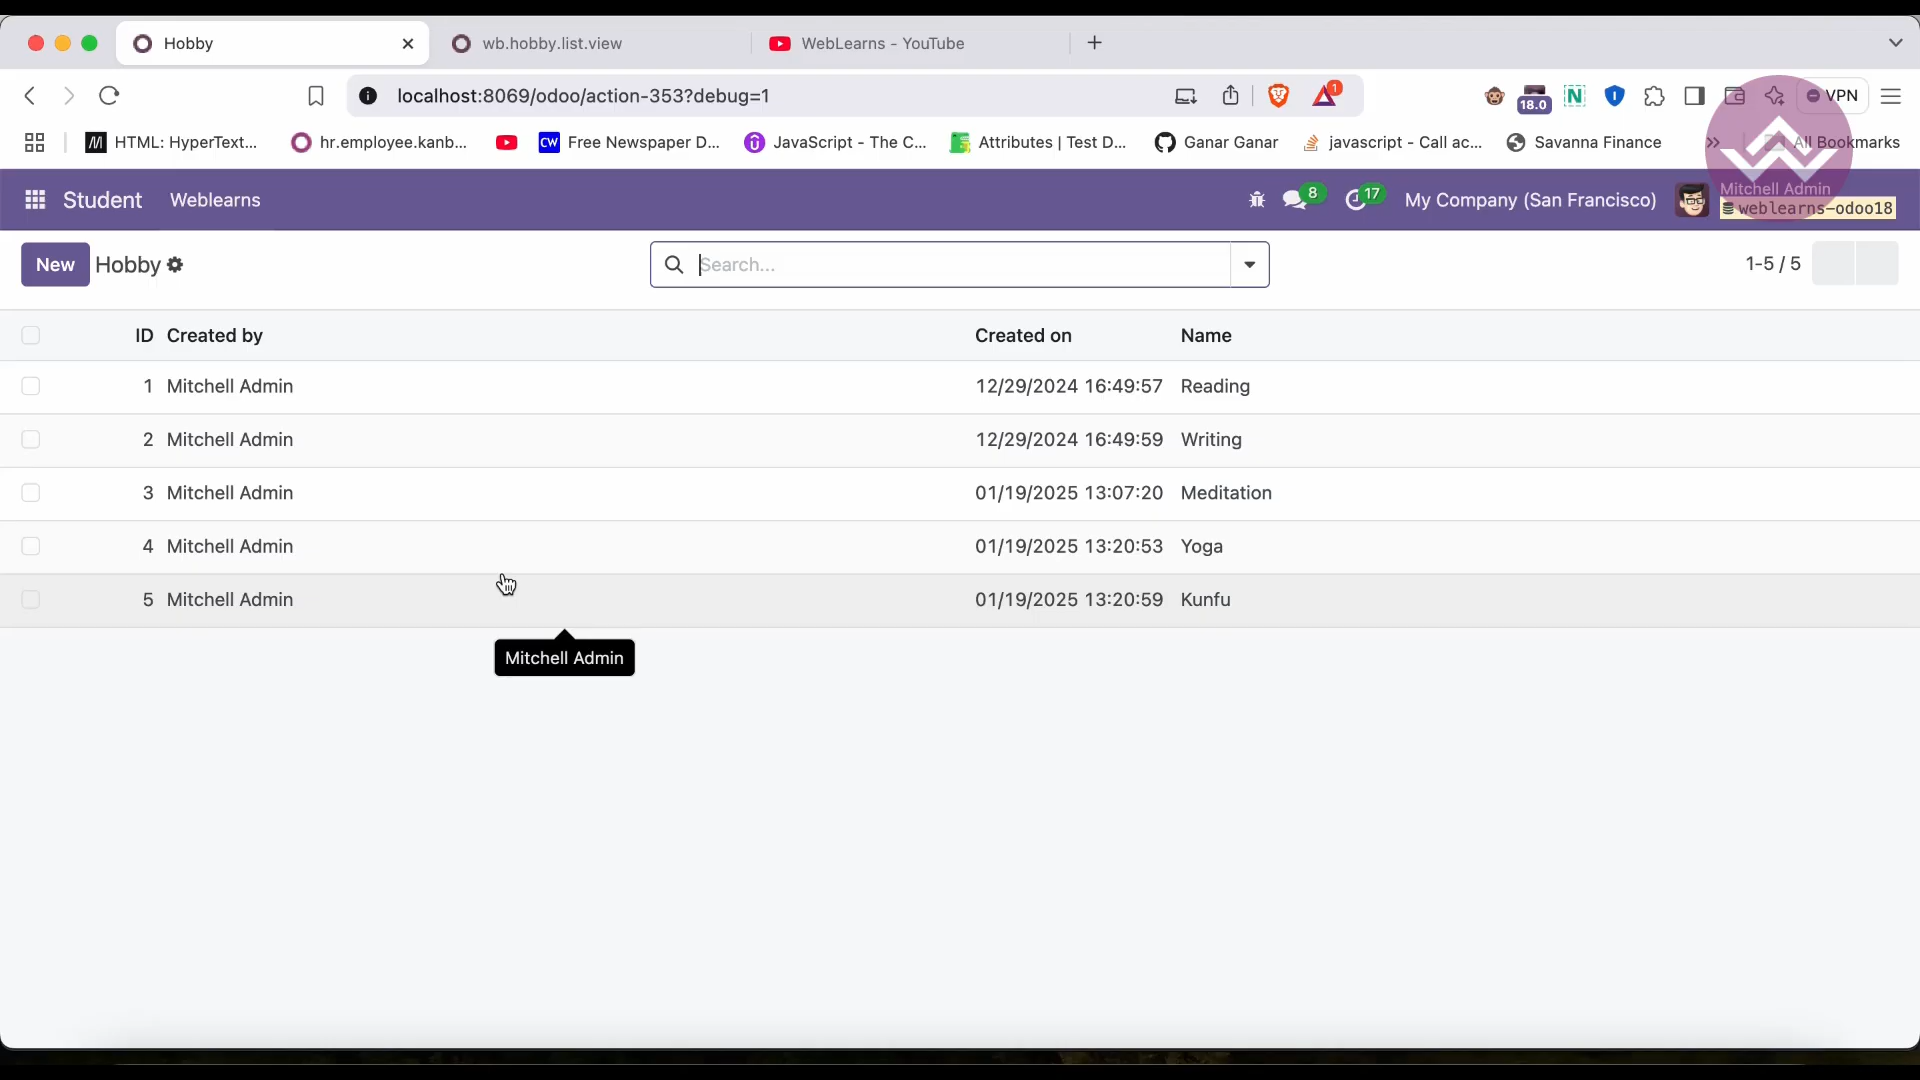 Hobby
wb.hobby.list.view
WebLearns - YouTube
localhost:8069/odoo/action-353?debug=1
1
18.0
N
VPN
M HTML: HyperText...
hr.employee.kanb...
CW Free Newspaper D...
JavaScript - The C...
Attributes | Test D...
Ganar Ganar
javascript - Call ac...
Savanna Finance
»
All Bookmarks
Student
Weblearns
8
17
My Company (San Francisco)
Mitchell Admin
weblearns-odoo18
New
Hobby
Search...
1-5 / 5
ID Created by Created on Name
1 Mitchell Admin 12/29/2024 16:49:57 Reading
2 Mitchell Admin 12/29/2024 16:49:59 Writing
3 Mitchell Admin 01/19/2025 13:07:20 Meditation
4 Mitchell Admin 01/19/2025 13:20:53 Yoga
5 Mitchell Admin 01/19/2025 13:20:59 Kunfu
Mitchell Admin